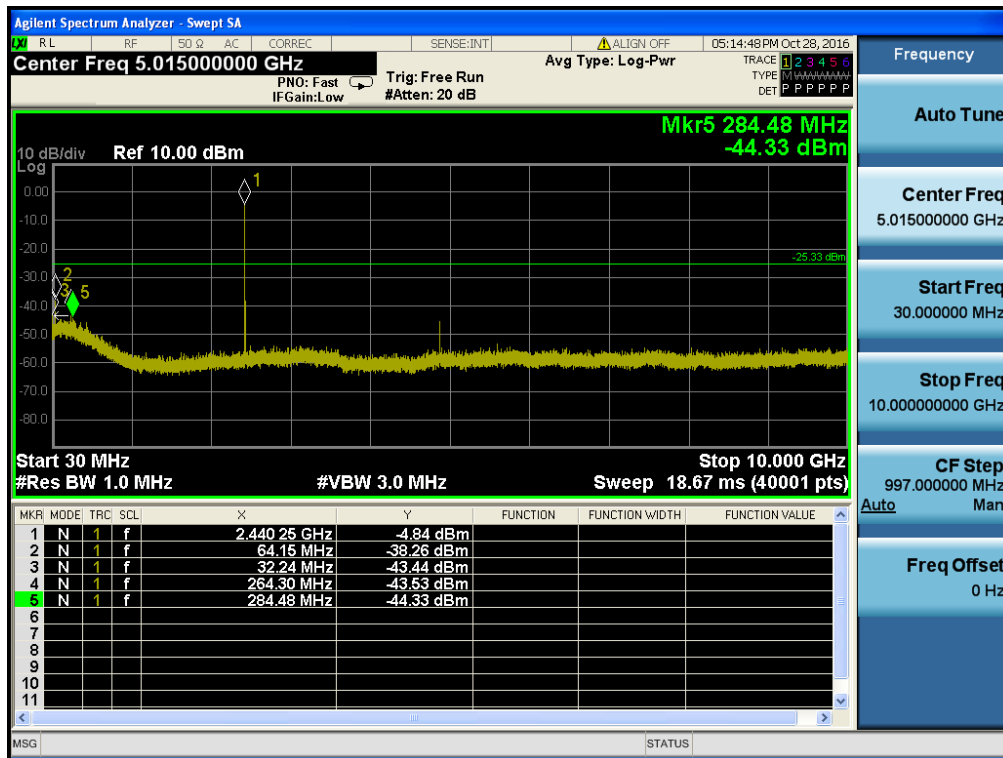 Agilent Spectrum Analyzer - Swept SA
LXI RL RF 50 Ω AC CORREC SENSE:INT ALIGN OFF 05:14:48 PM Oct 28, 2016
Center Freq 5.015000000 GHz
PNO: Fast
IFGain:Low
Trig: Free Run
#Atten: 20 dB
Avg Type: Log-Pwr
TRACE 1 2 3 4 5 6
TYPE M
DET P P P P P P
Mkr5 284.48 MHz
-44.33 dBm
10 dB/div Ref 10.00 dBm
Log
0.00
-10.0
-20.0
-25.33 dBm
-30.0
-40.0
-50.0
-60.0
-70.0
-80.0
1
2
3
5
Start 30 MHz Stop 10.000 GHz
#Res BW 1.0 MHz #VBW 3.0 MHz Sweep 18.67 ms (40001 pts)
MKR MODE TRC SCL X Y FUNCTION FUNCTION WIDTH FUNCTION VALUE
1 N 1 f 2.440 25 GHz -4.84 dBm
2 N 1 f 64.15 MHz -38.26 dBm
3 N 1 f 32.24 MHz -43.44 dBm
4 N 1 f 264.30 MHz -43.53 dBm
5 N 1 f 284.48 MHz -44.33 dBm
6
7
8
9
10
11
MSG STATUS
Frequency
Auto Tune
Center Freq
5.015000000 GHz
Start Freq
30.000000 MHz
Stop Freq
10.000000000 GHz
CF Step
997.000000 MHz
Auto Man
Freq Offset
0 Hz